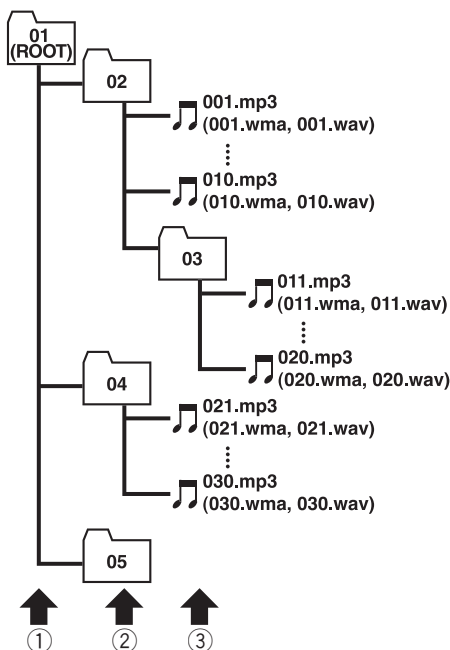 01
(ROOT)
02
001.mp3
(001.wma, 001.wav)
010.mp3
(010.wma, 010.wav)
03
011.mp3
(011.wma, 011.wav)
020.mp3
(020.wma, 020.wav)
04
021.mp3
(021.wma, 021.wav)
030.mp3
(030.wma, 030.wav)
05
① ② ③